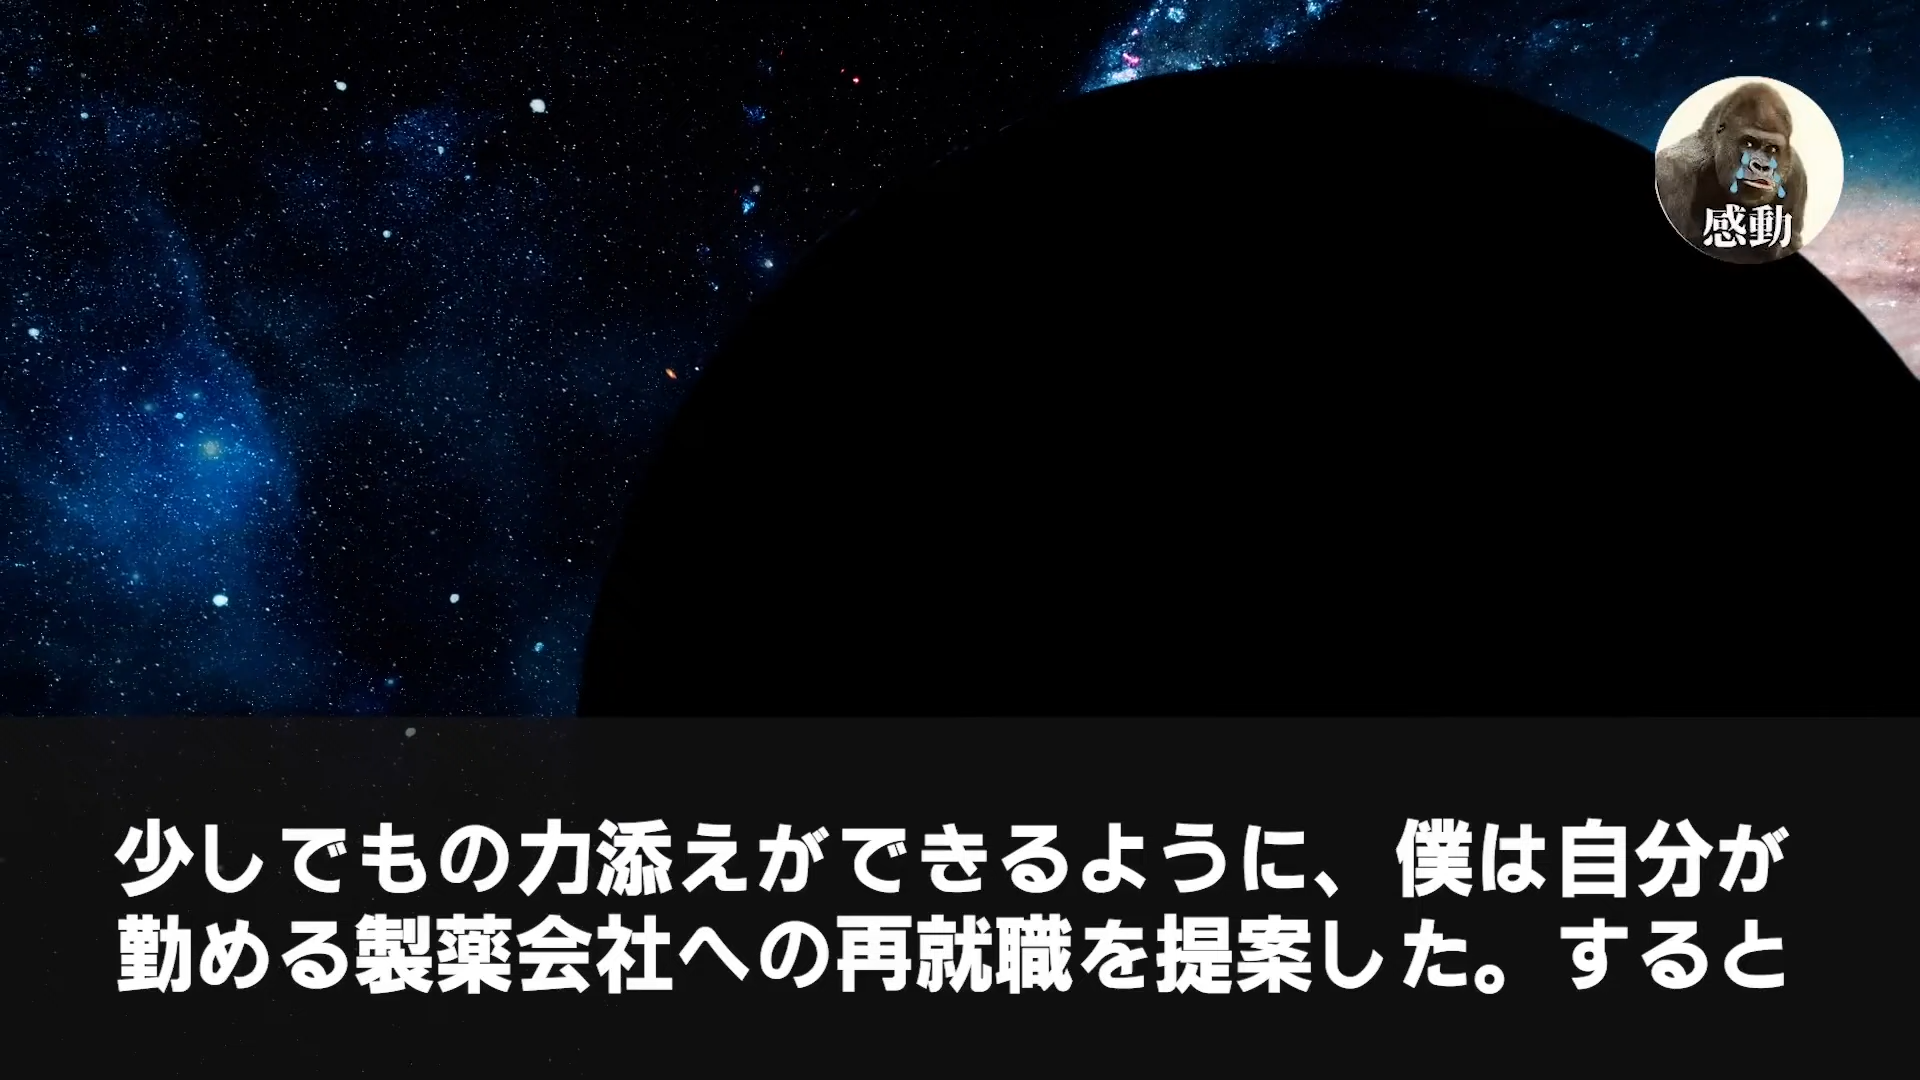 感動
少しでもの力添えができるように、僕は自分が
勤める製薬会社への再就職を提案した。すると